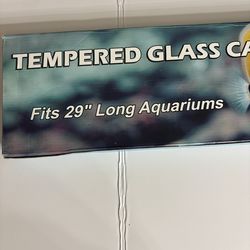 TEMPERED GLASS CA
Fits 29" Long Aquariums